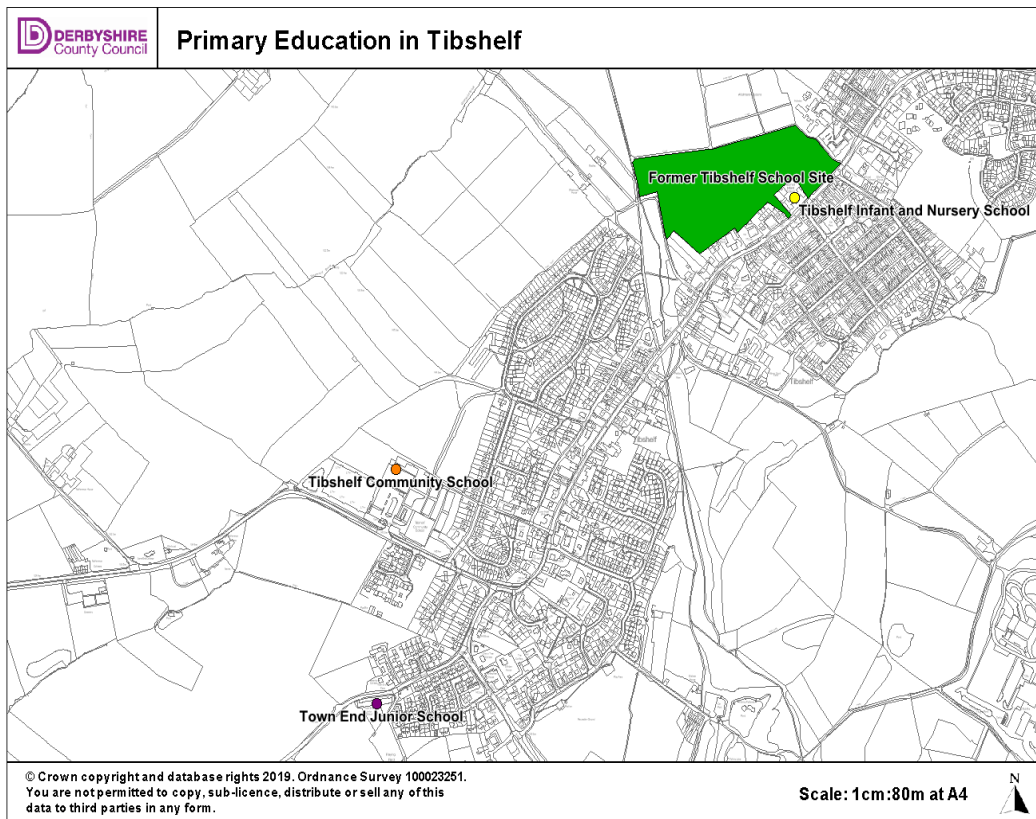 DERBYSHIRE
County Council
Primary Education in Tibshelf
Former Tibshelf School Site
Tibshelf Infant and Nursery School
Tibshelf
Tibshelf
Tibshelf Community School
Town End Junior School
© Crown copyright and database rights 2019. Ordnance Survey 100023251.
You are not permitted to copy, sub-licence, distribute or sell any of this
data to third parties in any form.
Scale: 1cm:80m at A4
N